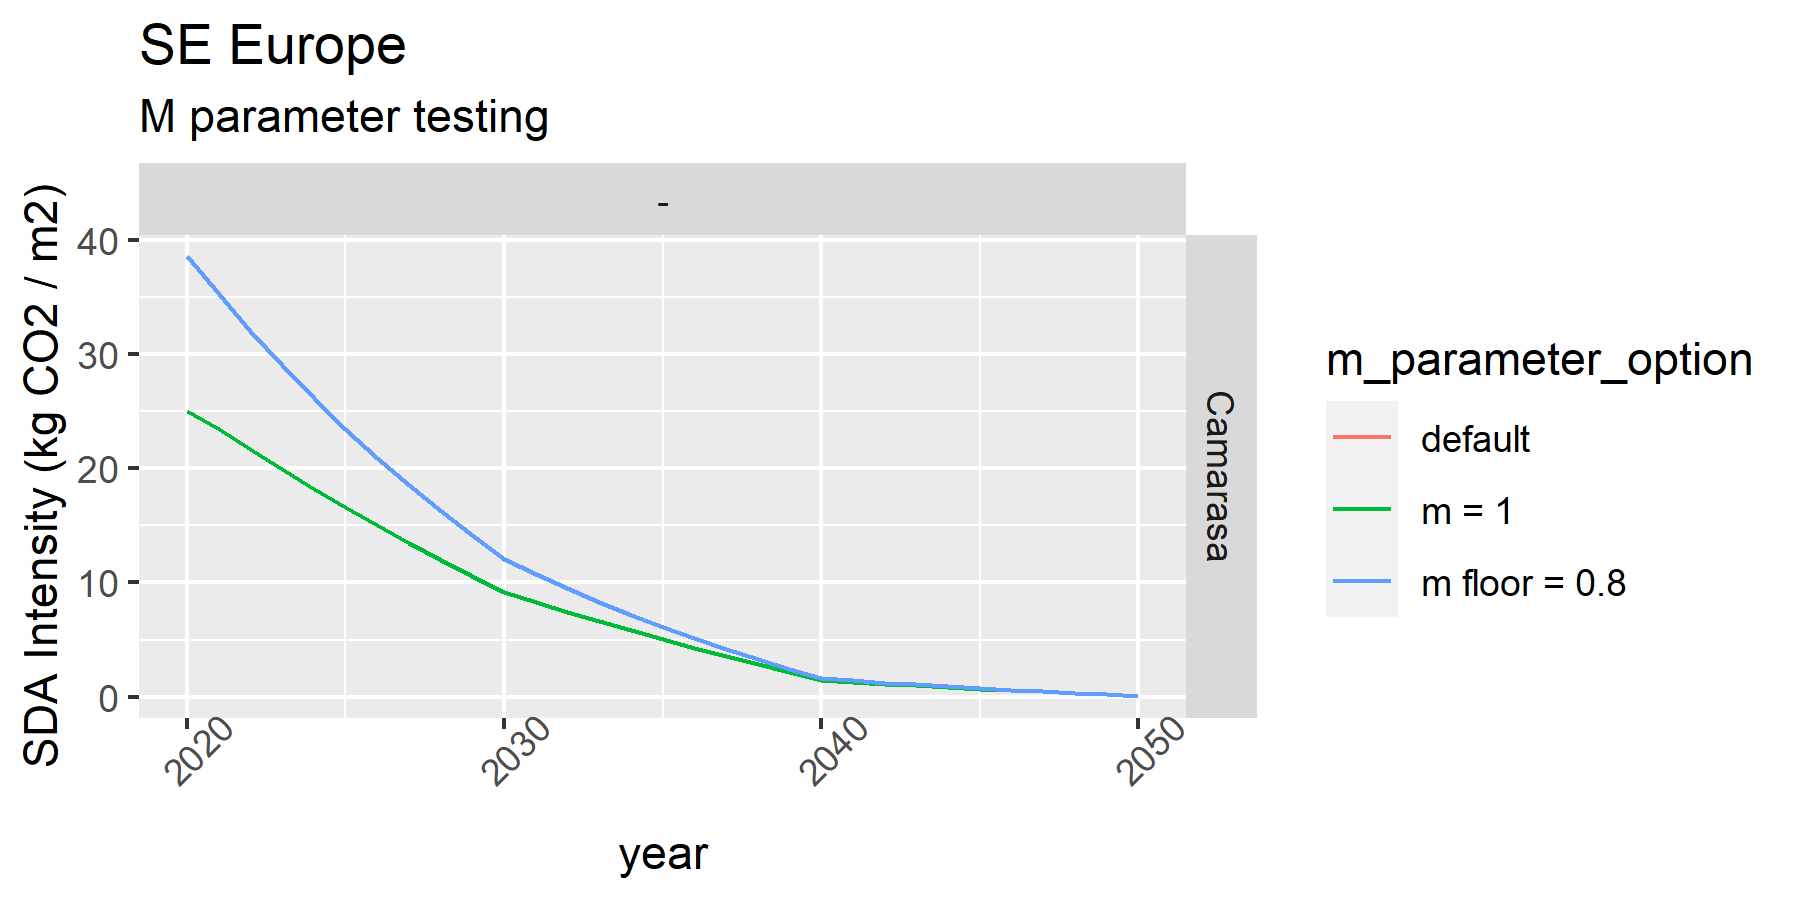 SE Europe
M parameter testing
-
SDA Intensity (kg CO2 / m2)
40
30
20
10
0
Camarasa
2020
2030
2040
2050
year
m_parameter_option
default
m = 1
m floor = 0.8